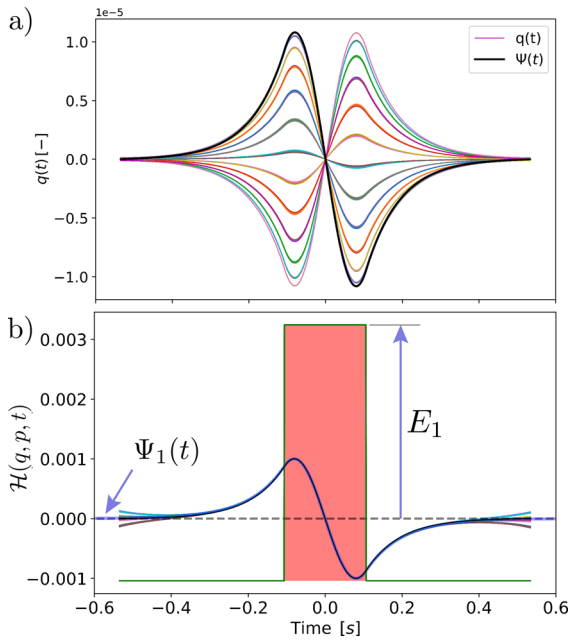 a)
1e−5
1.0
0.5
0.0
−0.5
−1.0
q(t) [-]
q(t)
Ψ(t)
b)
0.003
0.002
0.001
0.000
−0.001
ℋ(q, p, t)
Ψ₁(t)
E₁
−0.6 −0.4 −0.2 0.0 0.2 0.4 0.6
Time [s]